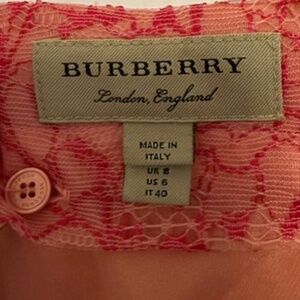 BURBERRY
London, England
MADE IN
ITALY
UK 8
US 6
IT 40